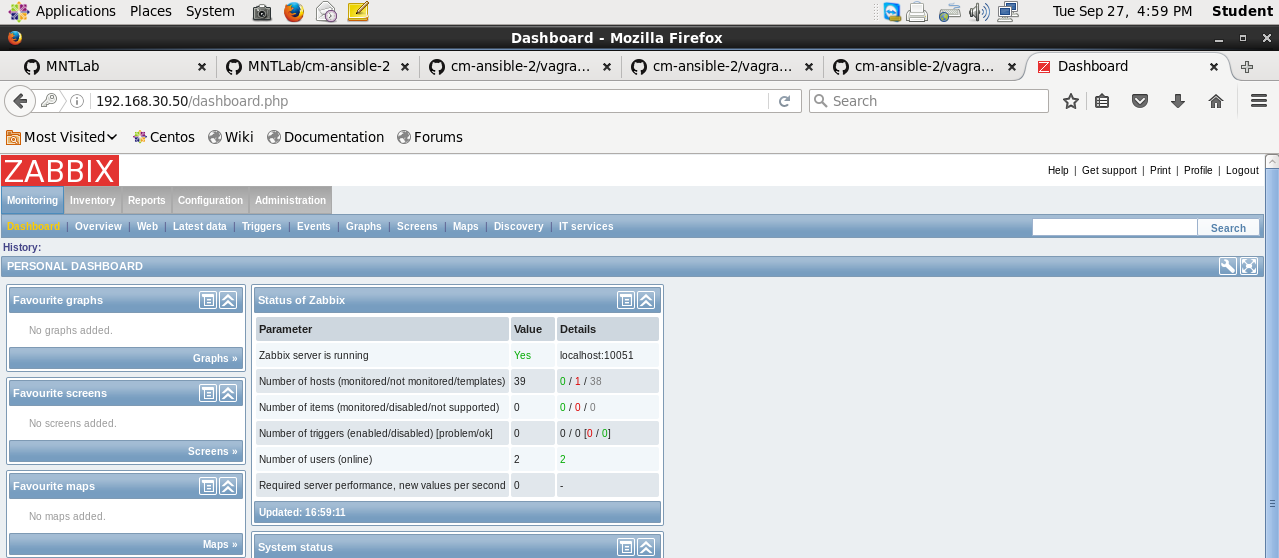 Applications Places System Tue Sep 27, 4:59 PM Student
Dashboard - Mozilla Firefox
MNTLab MNTLab/cm-ansible-2 cm-ansible-2/vagra... cm-ansible-2/vagra... cm-ansible-2/vagra... Dashboard
192.168.30.50/dashboard.php Search
Most Visited Centos Wiki Documentation Forums
ZABBIX
Help | Get support | Print | Profile | Logout
Monitoring Inventory Reports Configuration Administration
Dashboard | Overview | Web | Latest data | Triggers | Events | Graphs | Screens | Maps | Discovery | IT services Search
History:
PERSONAL DASHBOARD
Favourite graphs
No graphs added.
Graphs »
Favourite screens
No screens added.
Screens »
Favourite maps
No maps added.
Maps »
Status of Zabbix
Parameter Value Details
Zabbix server is running Yes localhost:10051
Number of hosts (monitored/not monitored/templates) 39 0 / 1 / 38
Number of items (monitored/disabled/not supported) 0 0 / 0 / 0
Number of triggers (enabled/disabled) [problem/ok] 0 0 / 0 [0 / 0]
Number of users (online) 2 2
Required server performance, new values per second 0 -
Updated: 16:59:11
System status